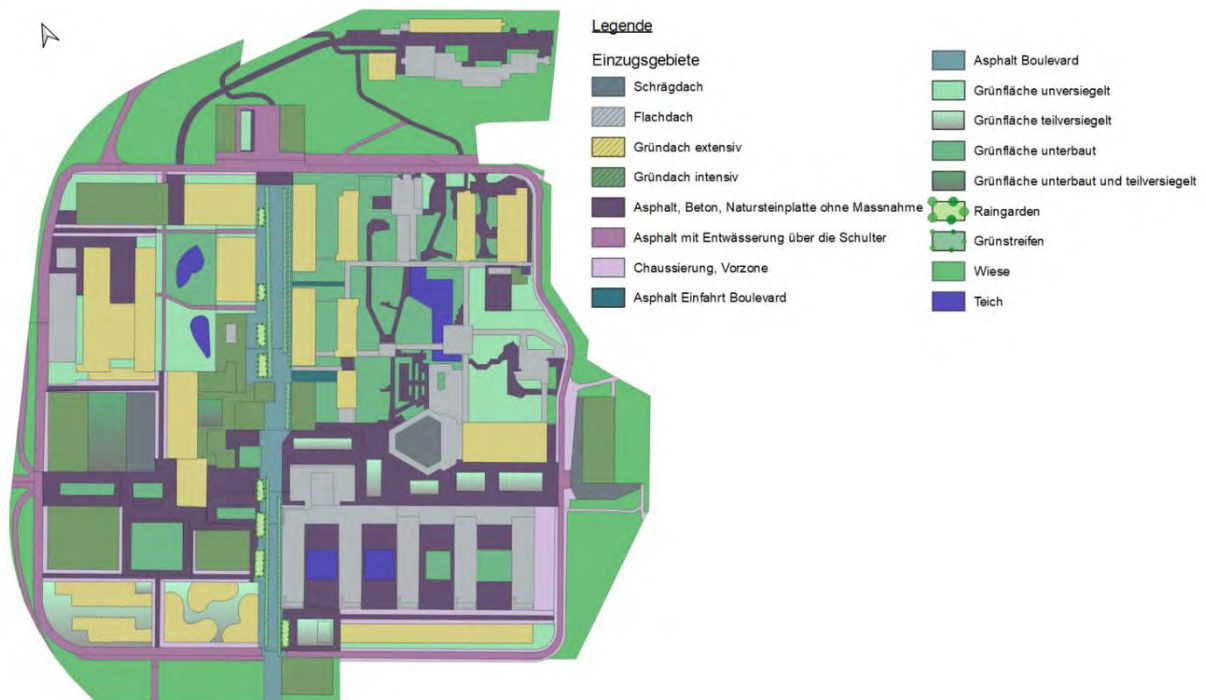 Legende
Einzugsgebiete
Schrägdach
Flachdach
Gründach extensiv
Gründach intensiv
Asphalt, Beton, Natursteinplatte ohne Massnahme
Asphalt mit Entwässerung über die Schulter
Chaussierung, Vorzone
Asphalt Einfahrt Boulevard
Asphalt Boulevard
Grünfläche unversiegelt
Grünfläche teilversiegelt
Grünfläche unterbaut
Grünfläche unterbaut und teilversiegelt
Raingarden
Grünstreifen
Wiese
Teich